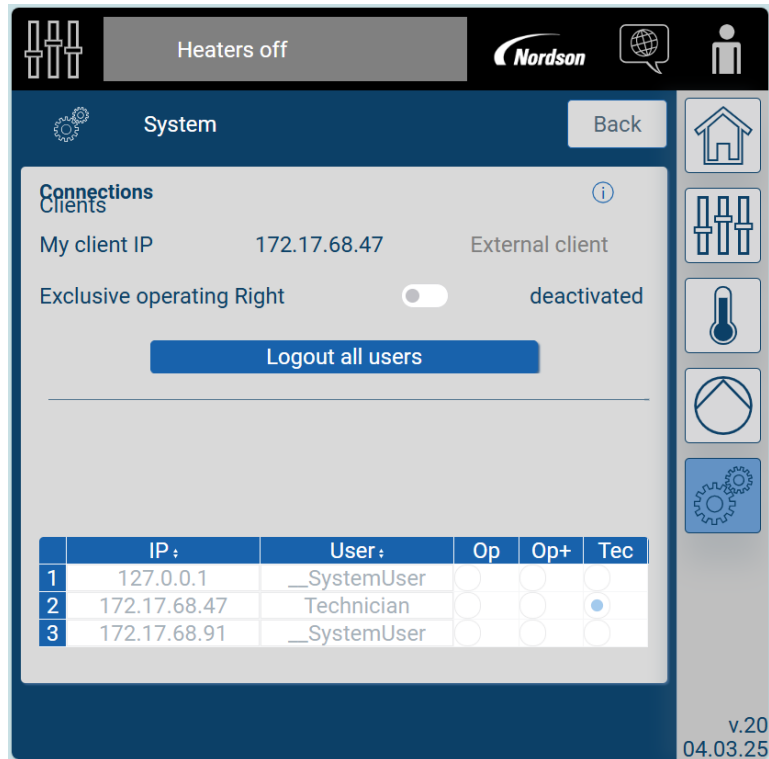 Heaters off
Nordson
System
Back
Connections
Clients
My client IP 172.17.68.47 External client
Exclusive operating Right deactivated
Logout all users
IP User Op Op+ Tec
1 127.0.0.1 __SystemUser
2 172.17.68.47 Technician
3 172.17.68.91 __SystemUser
v.20
04.03.25